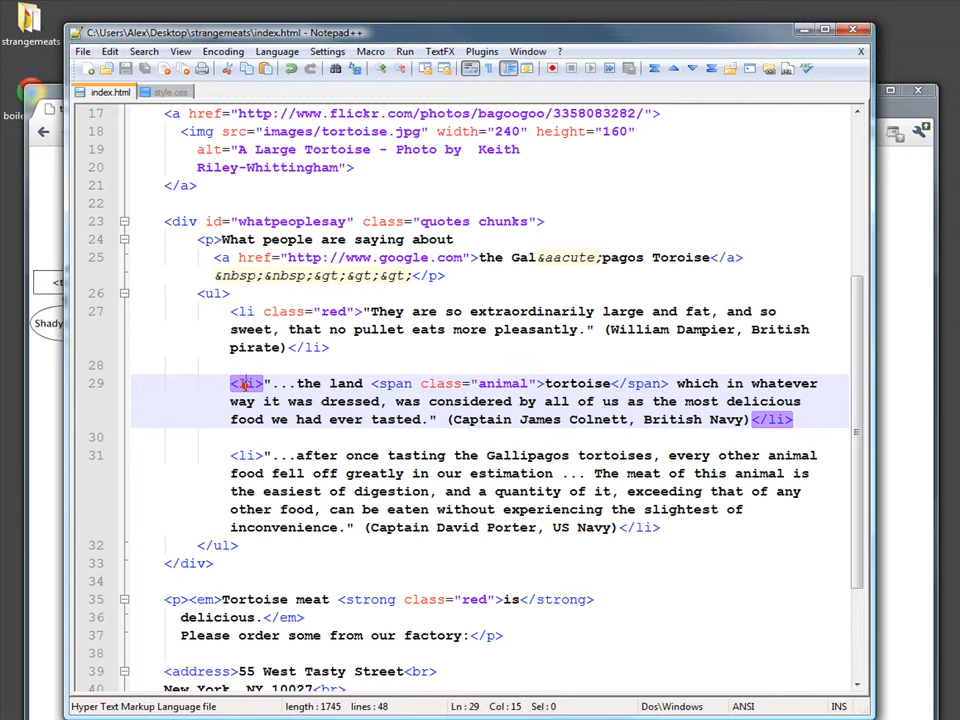 strangemeats
C:\Users\Alex\Desktop\strangemeats\index.html - Notepad++
File Edit Search View Encoding Language Settings Macro Run TextFX Plugins Window ? X
index.html style.css
17 <a href="http://www.flickr.com/photos/bagoogoo/3358083282/">
18 <img src="images/tortoise.jpg" width="240" height="160"
19 alt="A Large Tortoise - Photo by  Keith
20 Riley-Whittingham">
21 </a>
22
23 <div id="whatpeoplesay" class="quotes chunks">
24 <p>What people are saying about
25 <a href="http://www.google.com">the Gal&aacute;pagos Toroise</a>
&nbsp;&nbsp;&gt;&gt;&gt;</p>
26 <ul>
27 <li class="red">"They are so extraordinarily large and fat, and so
sweet, that no pullet eats more pleasantly." (William Dampier, British
pirate)</li>
28
29 <li>"...the land <span class="animal">tortoise</span> which in whatever
way it was dressed, was considered by all of us as the most delicious
food we had ever tasted." (Captain James Colnett, British Navy)</li>
30
31 <li>"...after once tasting the Gallipagos tortoises, every other animal
food fell off greatly in our estimation ... The meat of this animal is
the easiest of digestion, and a quantity of it, exceeding that of any
other food, can be eaten without experiencing the slightest of
inconvenience." (Captain David Porter, US Navy)</li>
32 </ul>
33 </div>
34
35 <p><em>Tortoise meat <strong class="red">is</strong>
36 delicious.</em>
37 Please order some from our factory:</p>
38
39 <address>55 West Tasty Street<br>
40 New York, NY 10027<br>
boile
<t
Shady
Hyper Text Markup Language file length : 1745 lines : 48 Ln : 29 Col : 15 Sel : 0 Dos\Windows ANSI INS